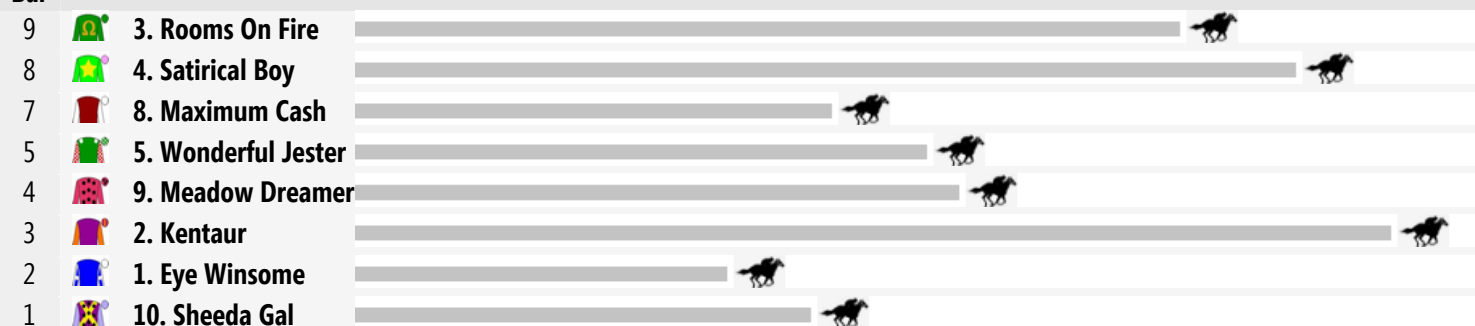 Bar
9 Ω 3. Rooms On Fire
8 4. Satirical Boy
7 8. Maximum Cash
5 5. Wonderful Jester
4 9. Meadow Dreamer
3 2. Kentaur
2 1. Eye Winsome
1 10. Sheeda Gal